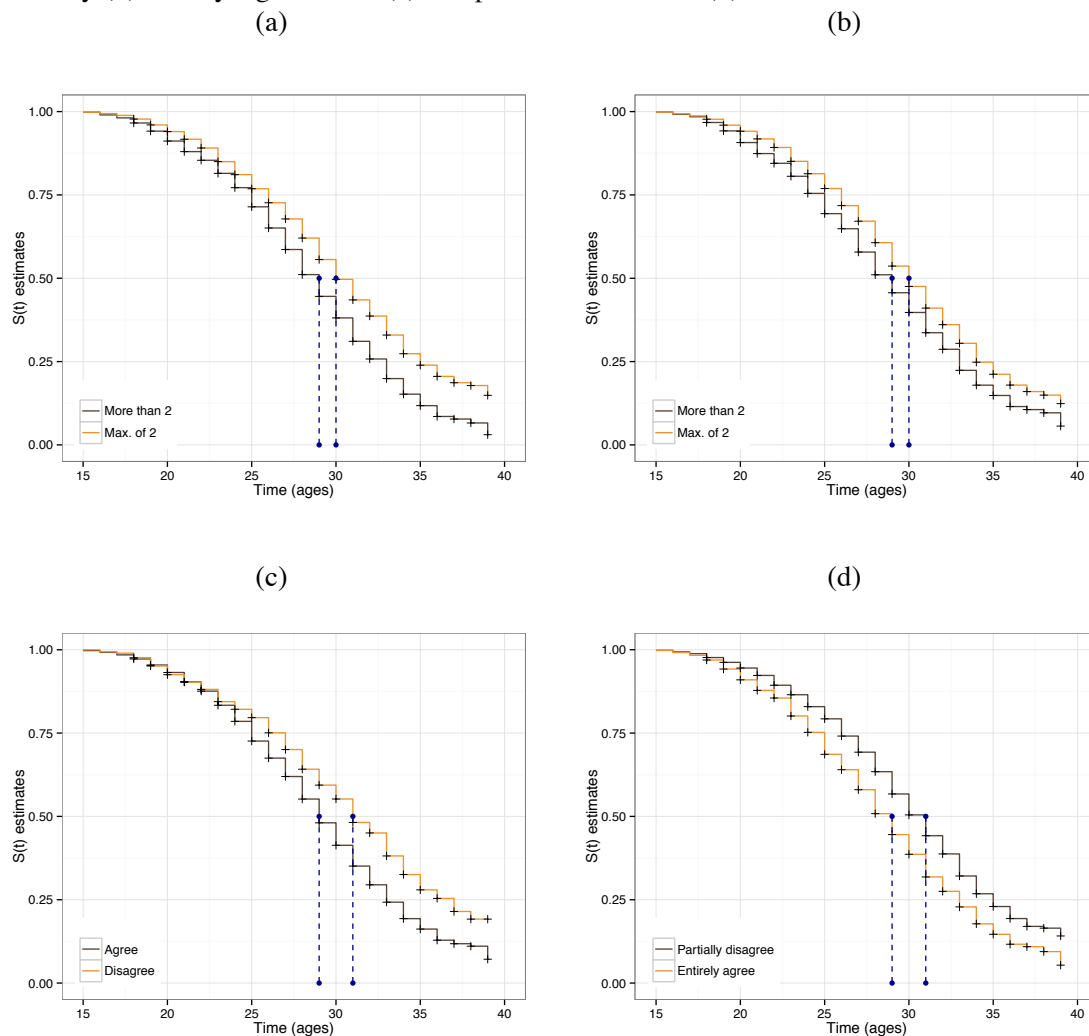 (a)
1.00
0.75
0.50
0.25
0.00
S(t) estimates
More than 2
Max. of 2
15 20 25 30 35 40
Time (ages)
(b)
1.00
0.75
0.50
0.25
0.00
S(t) estimates
More than 2
Max. of 2
15 20 25 30 35 40
Time (ages)
(c)
1.00
0.75
0.50
0.25
0.00
S(t) estimates
Agree
Disagree
15 20 25 30 35 40
Time (ages)
(d)
1.00
0.75
0.50
0.25
0.00
S(t) estimates
Partially disagree
Entirely agree
15 20 25 30 35 40
Time (ages)